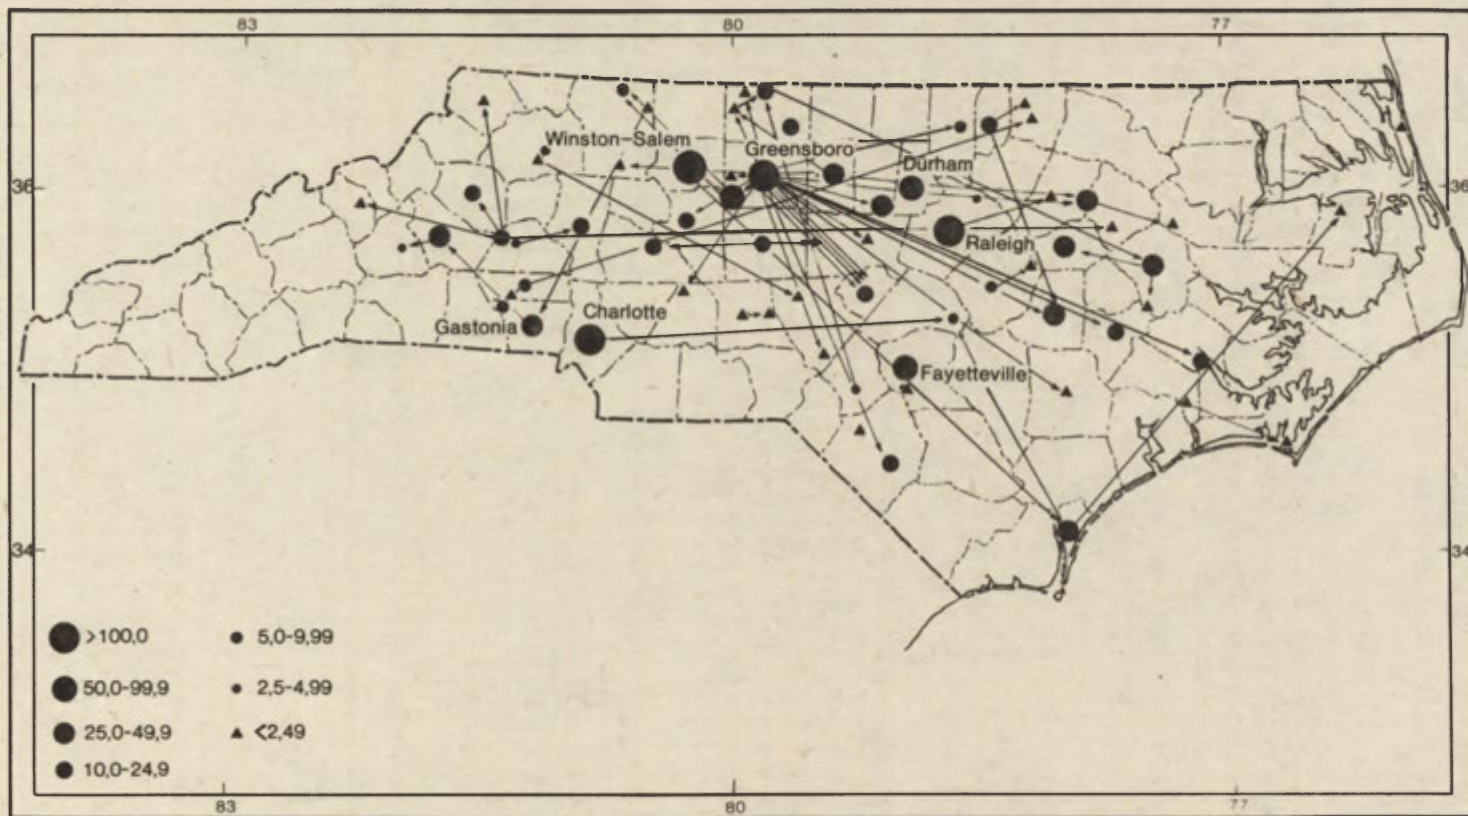 83 80 77
Winston-Salem
Greensboro
Durham
36 36
Raleigh
Charlotte
Gastonia
Fayetteville
34 34
>100,0 5,0-9,99
50,0-99,9 2,5-4,99
25,0-49,9 <2,49
10,0-24,9
83 80 77